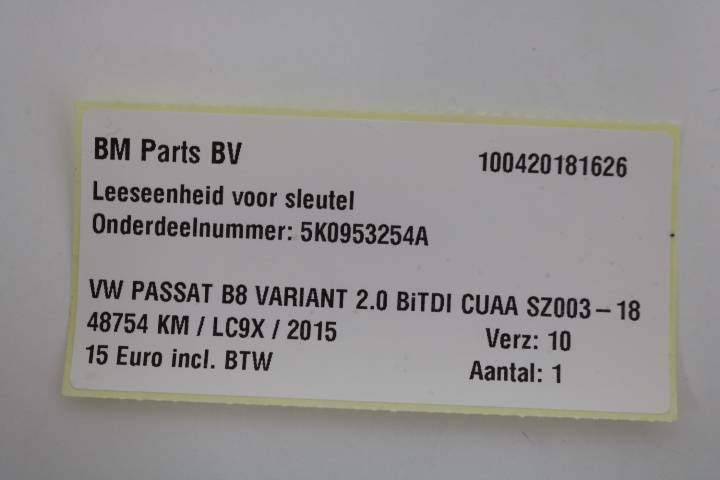 BM Parts BV 100420181626
Leeseenheid voor sleutel
Onderdeelnummer: 5K0953254A
VW PASSAT B8 VARIANT 2.0 BiTDI CUAA SZ003-18
48754 KM / LC9X / 2015 Verz: 10
15 Euro incl. BTW Aantal: 1